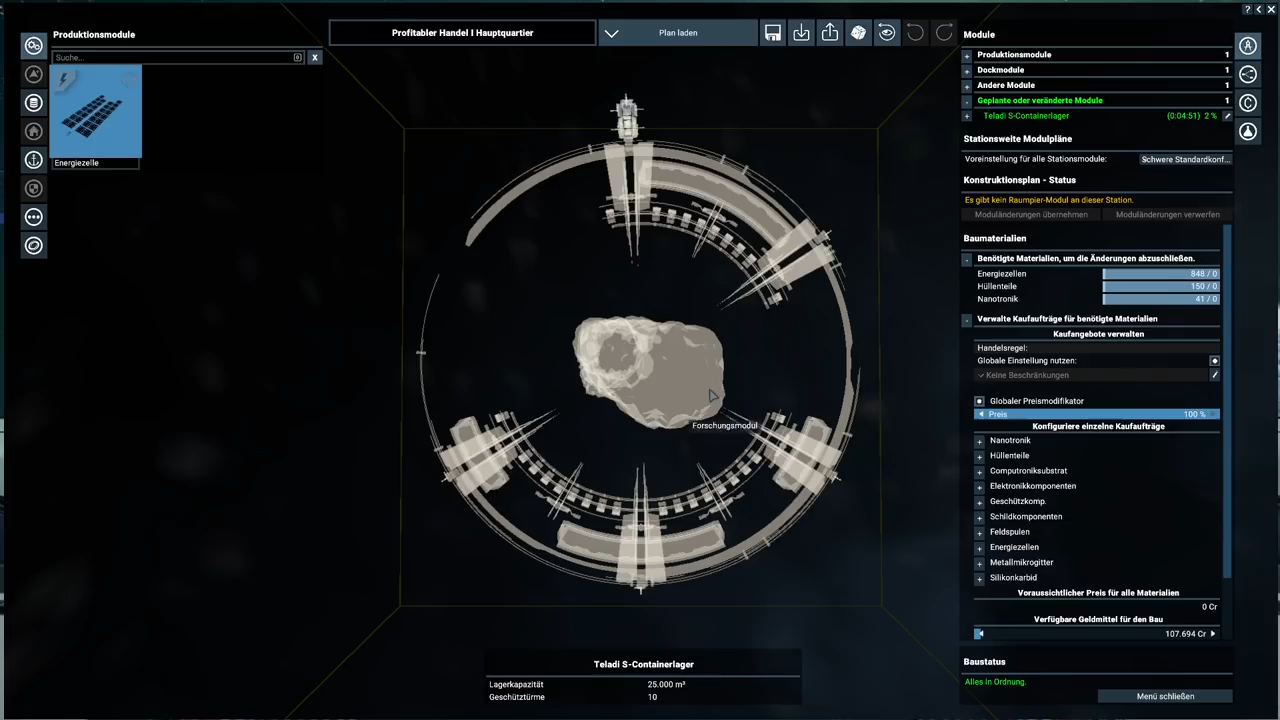 Produktionsmodule
Suche...
X
Energiezelle
Profitabler Handel I Hauptquartier
Plan laden
Forschungsmodul
Teladi S-Containerlager
Lagerkapazität 25.000 m³
Geschütztürme 10
? X
Module
+ Produktionsmodule 1
+ Dockmodule 1
+ Andere Module 1
- Geplante oder veränderte Module 1
+ Teladi S-Containerlager (0:04:51) 2 %
Stationsweite Modulpläne
Voreinstellung für alle Stationsmodule: Schwere Standardkonf...
Konstruktionsplan - Status
Es gibt kein Raumpier-Modul an dieser Station.
Moduländerungen übernehmen Moduländerungen verwerfen
Baumaterialien
- Benötigte Materialien, um die Änderungen abzuschließen.
Energiezellen 848 / 0
Hüllenteile 150 / 0
Nanotronik 41 / 0
- Verwalte Kaufaufträge für benötigte Materialien
Kaufangebote verwalten
Handelsregel:
Globale Einstellung nutzen:
Keine Beschränkungen
Globaler Preismodifikator
Preis 100 %
Konfiguriere einzelne Kaufaufträge
+ Nanotronik
+ Hüllenteile
+ Computroniksubstrat
+ Elektronikkomponenten
+ Geschützkomp.
+ Schildkomponenten
+ Feldspulen
+ Energiezellen
+ Metallmikrogitter
+ Silikonkarbid
Voraussichtlicher Preis für alle Materialien
0 Cr
Verfügbare Geldmittel für den Bau
107.694 Cr
Baustatus
Alles in Ordnung.
Menü schließen